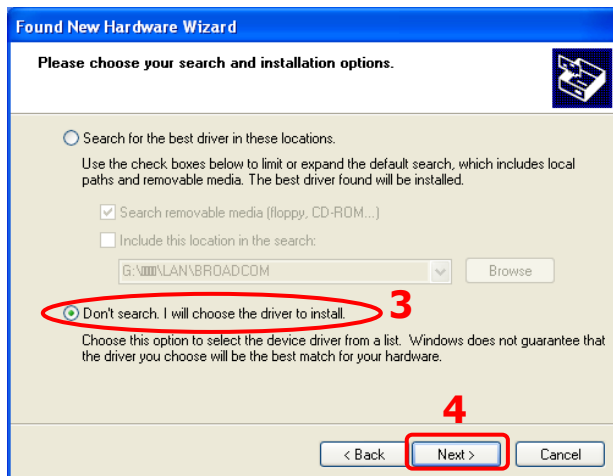 Found New Hardware Wizard
Please choose your search and installation options.
Search for the best driver in these locations.
Use the check boxes below to limit or expand the default search, which includes local
paths and removable media. The best driver found will be installed.
Search removable media (floppy, CD-ROM...)
Include this location in the search:
G:\\LAN\BROADCOM
Browse
Don't search. I will choose the driver to install.
3
Choose this option to select the device driver from a list. Windows does not guarantee that
the driver you choose will be the best match for your hardware.
4
< Back
Next >
Cancel